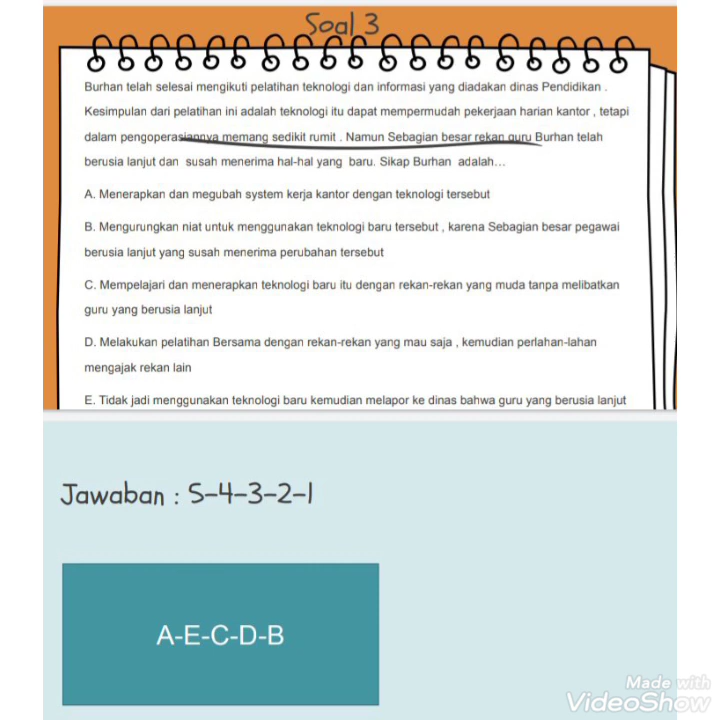 Soal 3
Burhan telah selesai mengikuti pelatihan teknologi dan informasi yang diadakan dinas Pendidikan .
Kesimpulan dari pelatihan ini adalah teknologi itu dapat mempermudah pekerjaan harian kantor , tetapi
dalam pengoperasiannya memang sedikit rumit . Namun Sebagian besar rekan guru Burhan telah
berusia lanjut dan susah menerima hal-hal yang baru. Sikap Burhan adalah…
A. Menerapkan dan megubah system kerja kantor dengan teknologi tersebut
B. Mengurungkan niat untuk menggunakan teknologi baru tersebut , karena Sebagian besar pegawai
berusia lanjut yang susah menerima perubahan tersebut
C. Mempelajari dan menerapkan teknologi baru itu dengan rekan-rekan yang muda tanpa melibatkan
guru yang berusia lanjut
D. Melakukan pelatihan Bersama dengan rekan-rekan yang mau saja , kemudian perlahan-lahan
mengajak rekan lain
E. Tidak jadi menggunakan teknologi baru kemudian melapor ke dinas bahwa guru yang berusia lanjut
Jawaban : 5-4-3-2-1
A-E-C-D-B
Made with
VideoShow